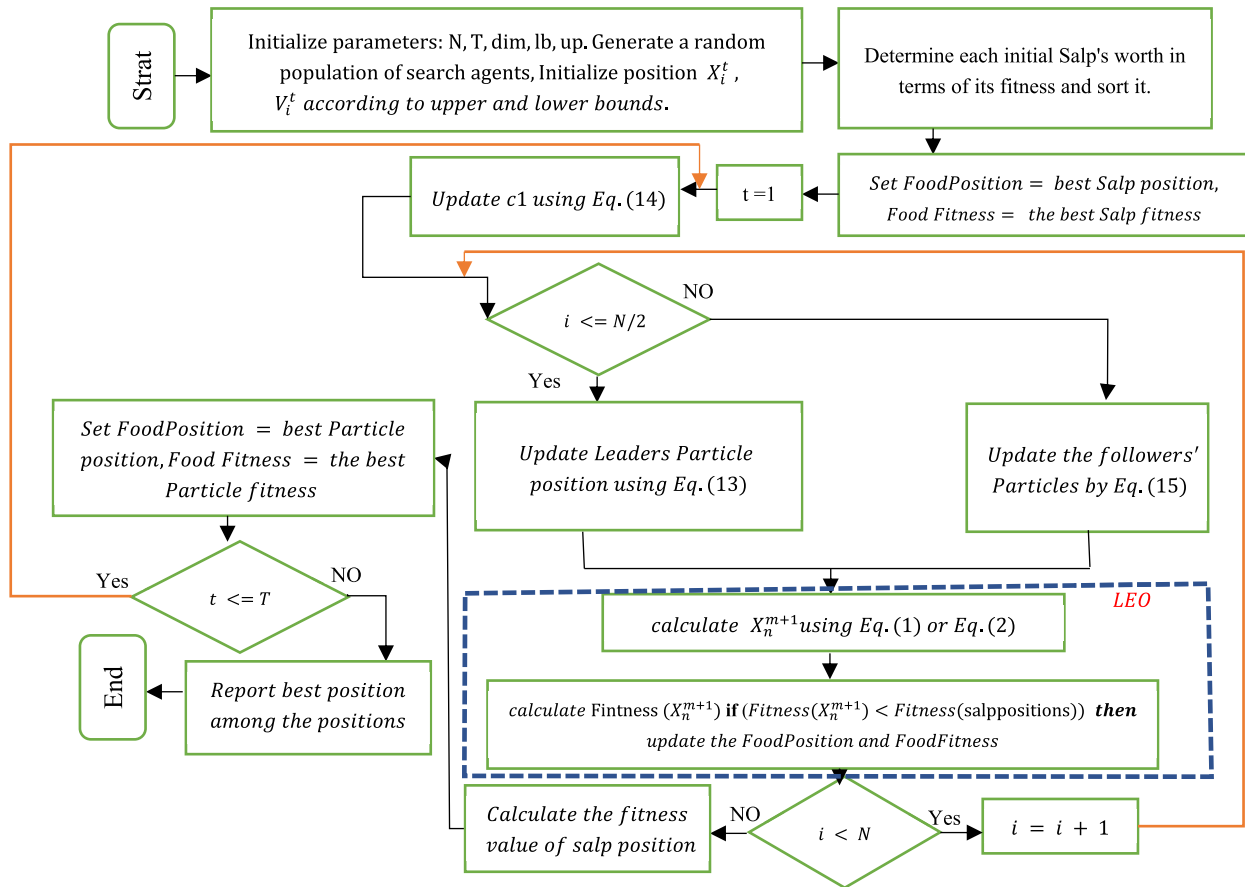 Strat
Initialize parameters: N, T, dim, lb, up. Generate a random
population of search agents, Initialize position X_i^t ,
V_i^t according to upper and lower bounds.
Determine each initial Salp's worth in
terms of its fitness and sort it.
Set FoodPosition = best Salp position,
Food Fitness = the best Salp fitness
t =1
Update c1 using Eq. (14)
i <= N/2
NO
Yes
Update Leaders Particle
position using Eq. (13)
Update the followers'
Particles by Eq. (15)
LEO
calculate X_n^{m+1} using Eq. (1) or Eq. (2)
calculate Fintness (X_n^{m+1}) if (Fitness(X_n^{m+1}) < Fitness(salppositions)) then
update the FoodPosition and FoodFitness
i < N
Yes
i = i + 1
NO
Calculate the fitness
value of salp position
Set FoodPosition = best Particle
position, Food Fitness = the best
Particle fitness
t <= T
Yes
NO
Report best position
among the positions
End